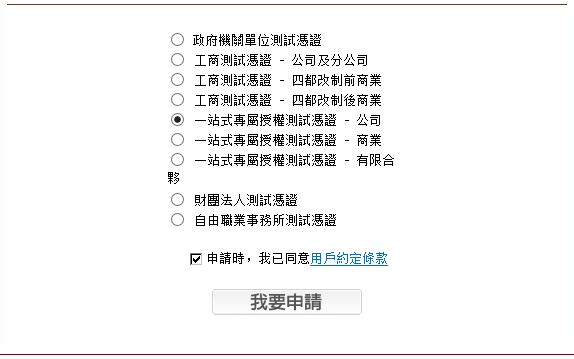 政府機關單位測試憑證
工商測試憑證 - 公司及分公司
工商測試憑證 - 四都改制前商業
工商測試憑證 - 四都改制後商業
一站式專屬授權測試憑證 - 公司
一站式專屬授權測試憑證 - 商業
一站式專屬授權測試憑證 - 有限合
夥
財團法人測試憑證
自由職業事務所測試憑證
申請時，我已同意用戶約定條款
我要申請